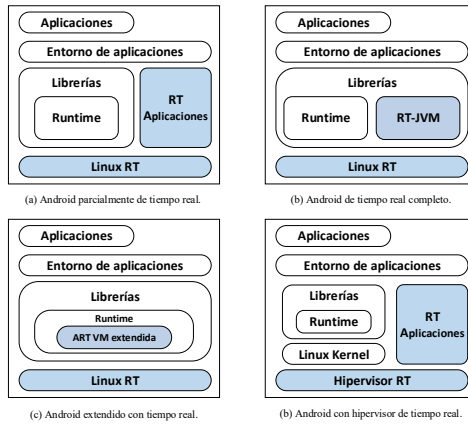 Aplicaciones
Entorno de aplicaciones
Librerías
Runtime
RT
Aplicaciones
Linux RT
(a) Android parcialmente de tiempo real.
Aplicaciones
Entorno de aplicaciones
Librerías
Runtime
RT-JVM
Linux RT
(b) Android de tiempo real completo.
Aplicaciones
Entorno de aplicaciones
Librerías
Runtime
ART VM extendida
Linux RT
(c) Android extendido con tiempo real.
Aplicaciones
Entorno de aplicaciones
Librerías
Runtime
Linux Kernel
RT
Aplicaciones
Hipervisor RT
(b) Android con hipervisor de tiempo real.